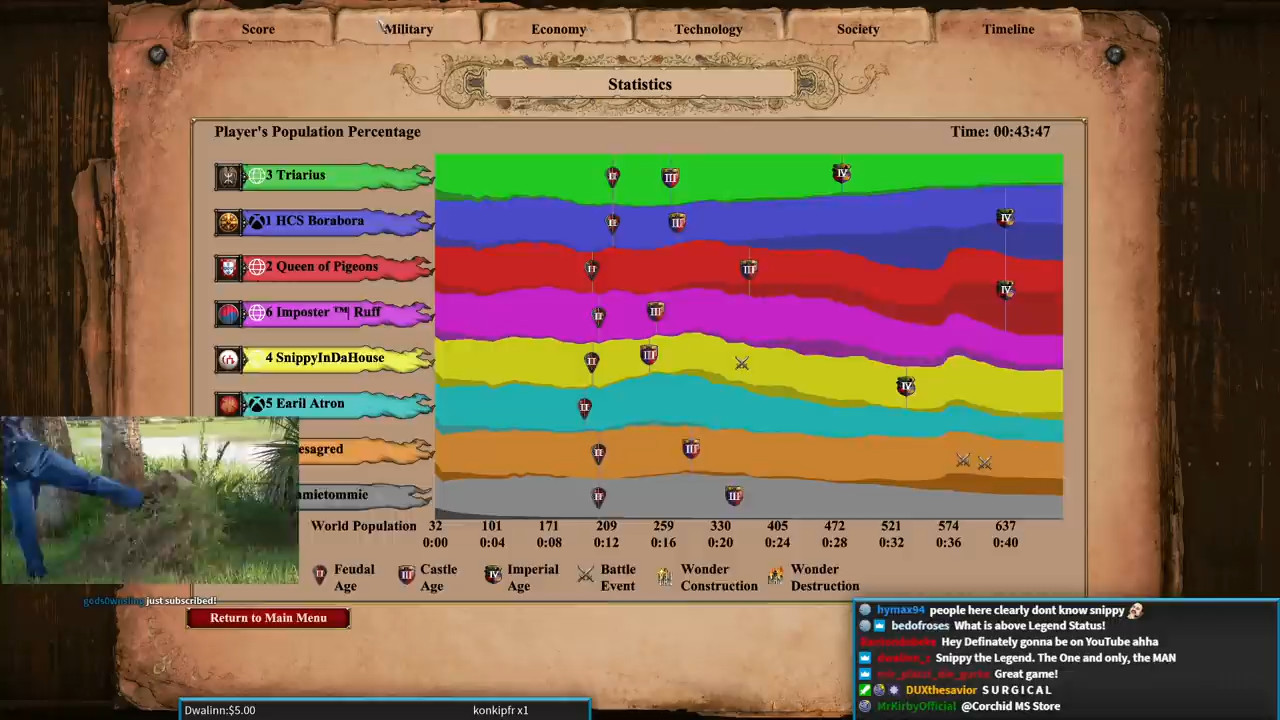 Score Military Economy Technology Society Timeline
Statistics
Player's Population Percentage Time: 00:43:47
3 Triarius
1 HCS Borabora
2 Queen of Pigeons
6 Imposter ™| Ruff
4 SnippyInDaHouse
5 Earil Atron
esagred
amietommie
World Population 32 101 171 209 259 330 405 472 521 574 637
0:00 0:04 0:08 0:12 0:16 0:20 0:24 0:28 0:32 0:36 0:40
Feudal Age
Castle Age
Imperial Age
Battle Event
Wonder Construction
Wonder Destruction
just subscribed!
Return to Main Menu
hymax94 people here clearly dont know snippy
bedofroses What is above Legend Status!
Hey Definately gonna be on YouTube ahha
Snippy the Legend. The One and only, the MAN
Great game!
DUXthesavior S U R G I C A L
MrKirbyOfficial @Corchid MS Store
Dwalinn:$5.00 konkipfr x1